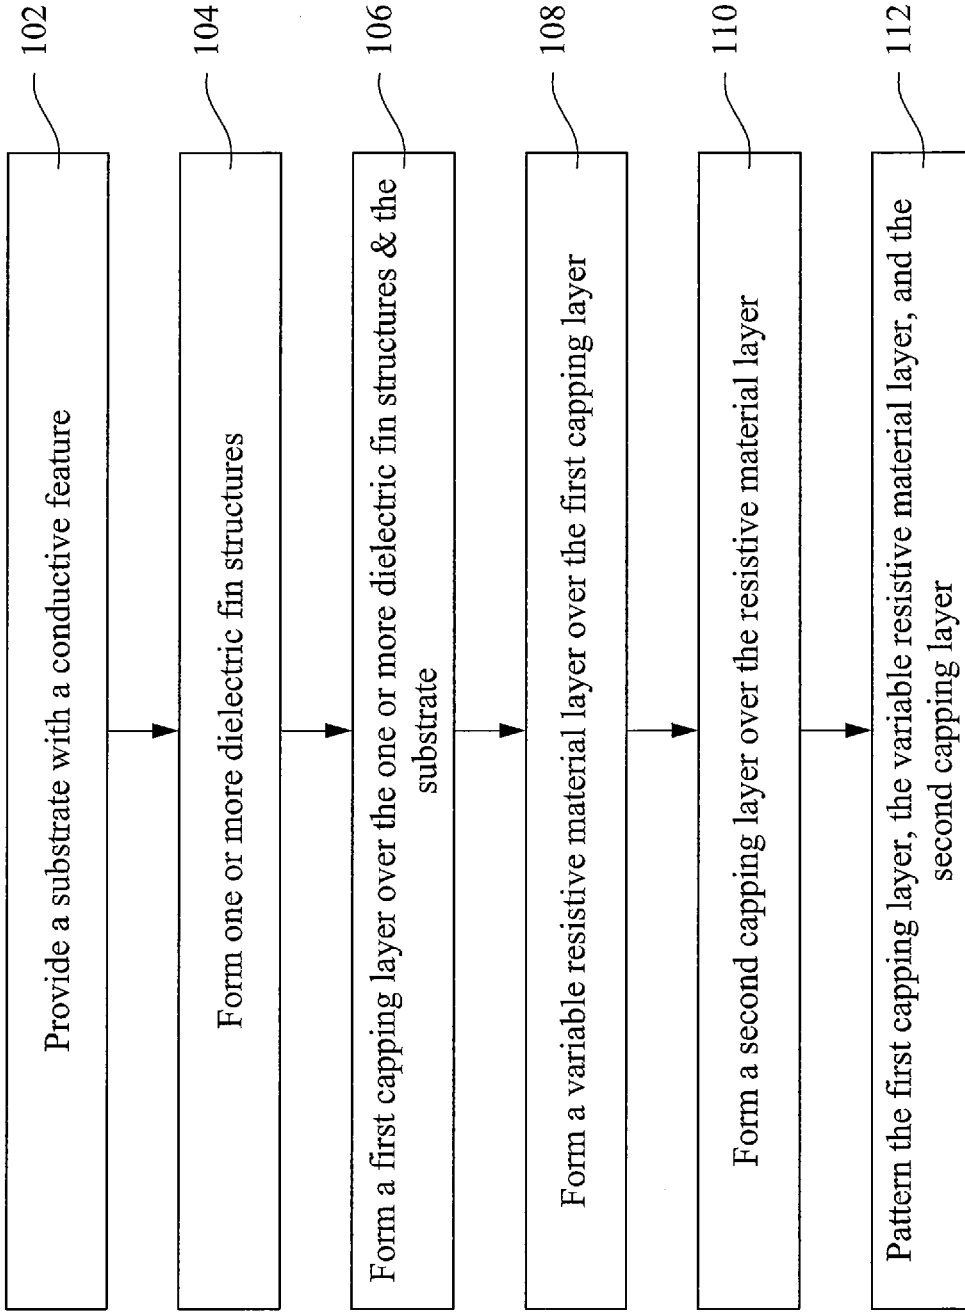 102
Provide a substrate with a conductive feature
104
Form one or more dielectric fin structures
106
Form a first capping layer over the one or more dielectric fin structures & the
substrate
108
Form a variable resistive material layer over the first capping layer
110
Form a second capping layer over the resistive material layer
112
Pattern the first capping layer, the variable resistive material layer, and the
second capping layer